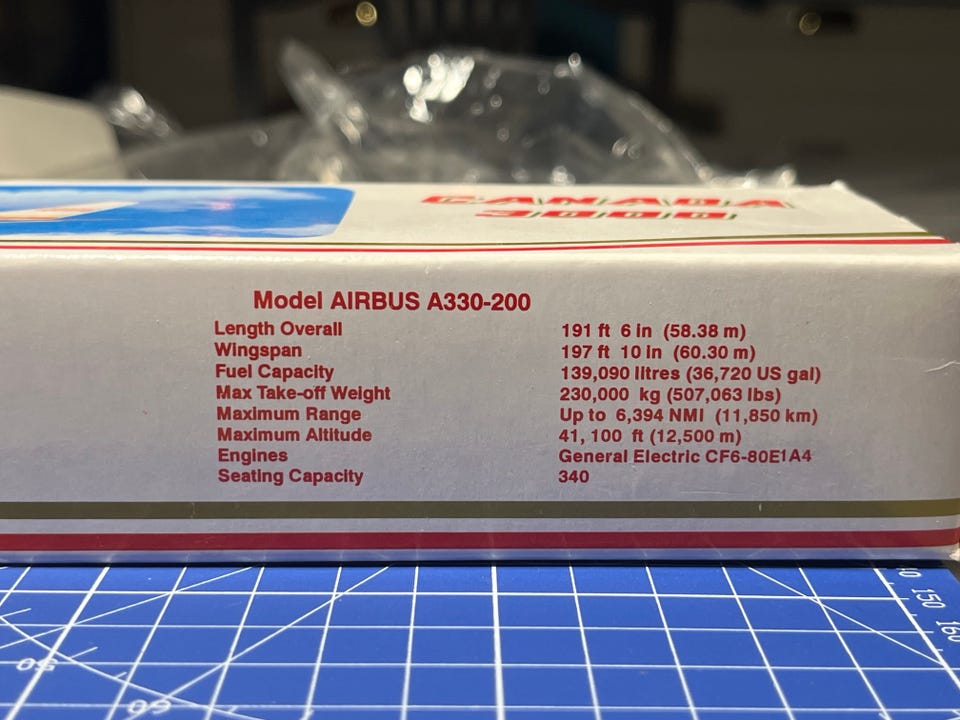 CANADA
3000
Model AIRBUS A330-200
Length Overall 191 ft 6 in (58.38 m)
Wingspan 197 ft 10 in (60.30 m)
Fuel Capacity 139,090 litres (36,720 US gal)
Max Take-off Weight 230,000 kg (507,063 lbs)
Maximum Range Up to 6,394 NMI (11,850 km)
Maximum Altitude 41, 100 ft (12,500 m)
Engines General Electric CF6-80E1A4
Seating Capacity 340
150
160